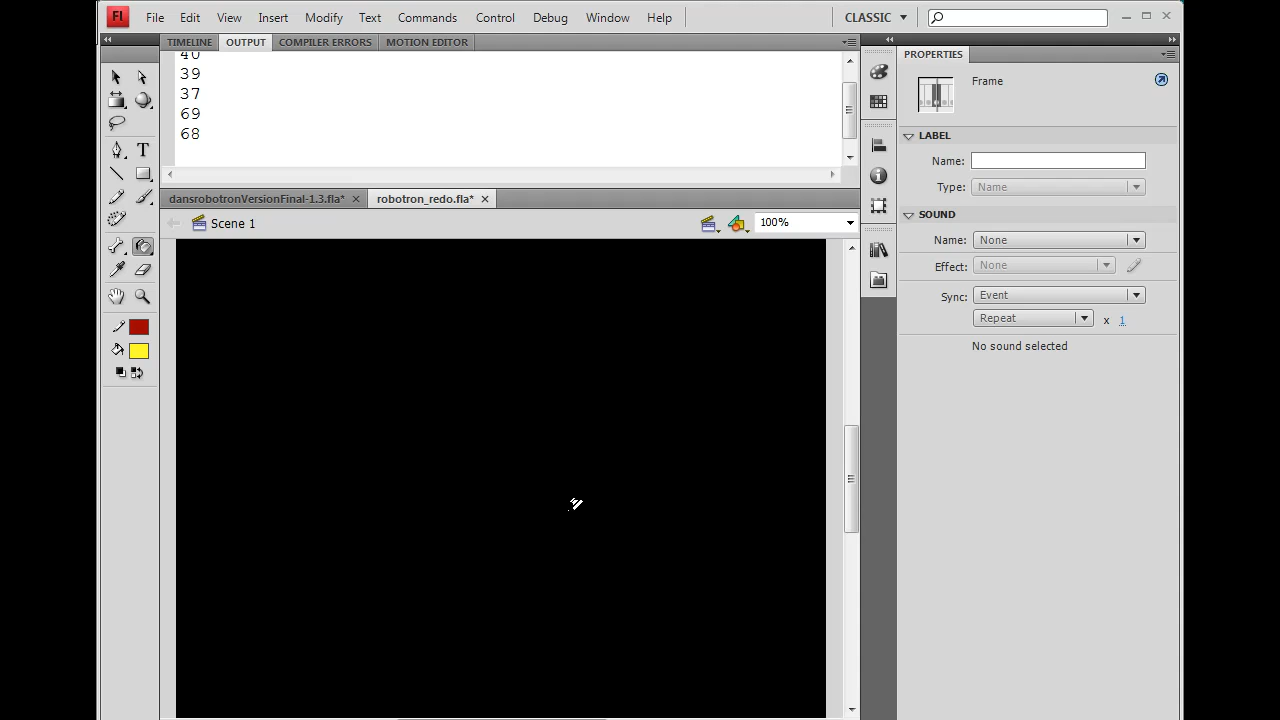 Fl File Edit View Insert Modify Text Commands Control Debug Window Help CLASSIC
TIMELINE OUTPUT COMPILER ERRORS MOTION EDITOR
40
39
37
69
68
dansrobotronVersionFinal-1.3.fla* robotron_redo.fla*
Scene 1 100%
T
PROPERTIES
Frame
LABEL
Name:
Type: Name
SOUND
Name: None
Effect: None
Sync: Event
Repeat x 1
No sound selected